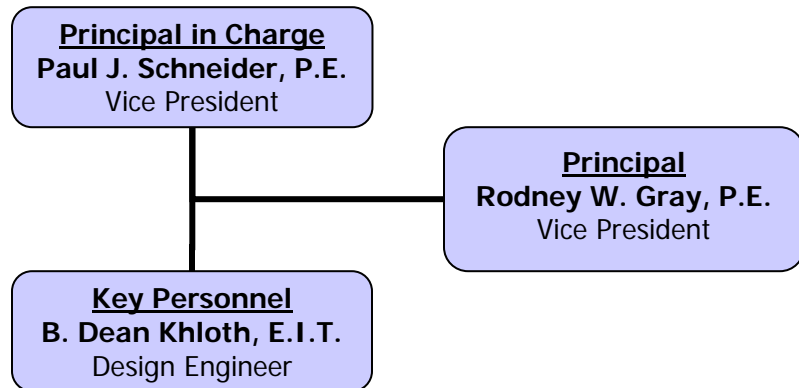 Principal in Charge
Paul J. Schneider, P.E.
Vice President
Principal
Rodney W. Gray, P.E.
Vice President
Key Personnel
B. Dean Khloth, E.I.T.
Design Engineer